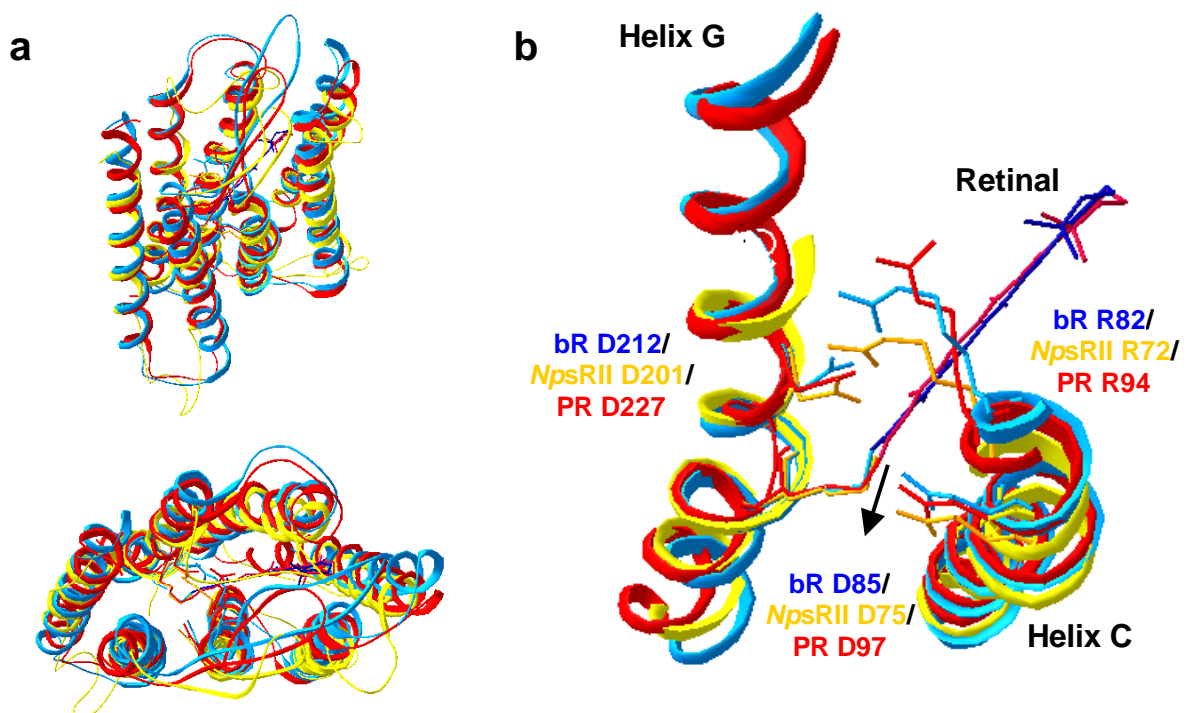 a
b
Helix G
Retinal
bR D212/
NpsRII D201/
PR D227
bR R82/
NpsRII R72/
PR R94
bR D85/
NpsRII D75/
PR D97
Helix C